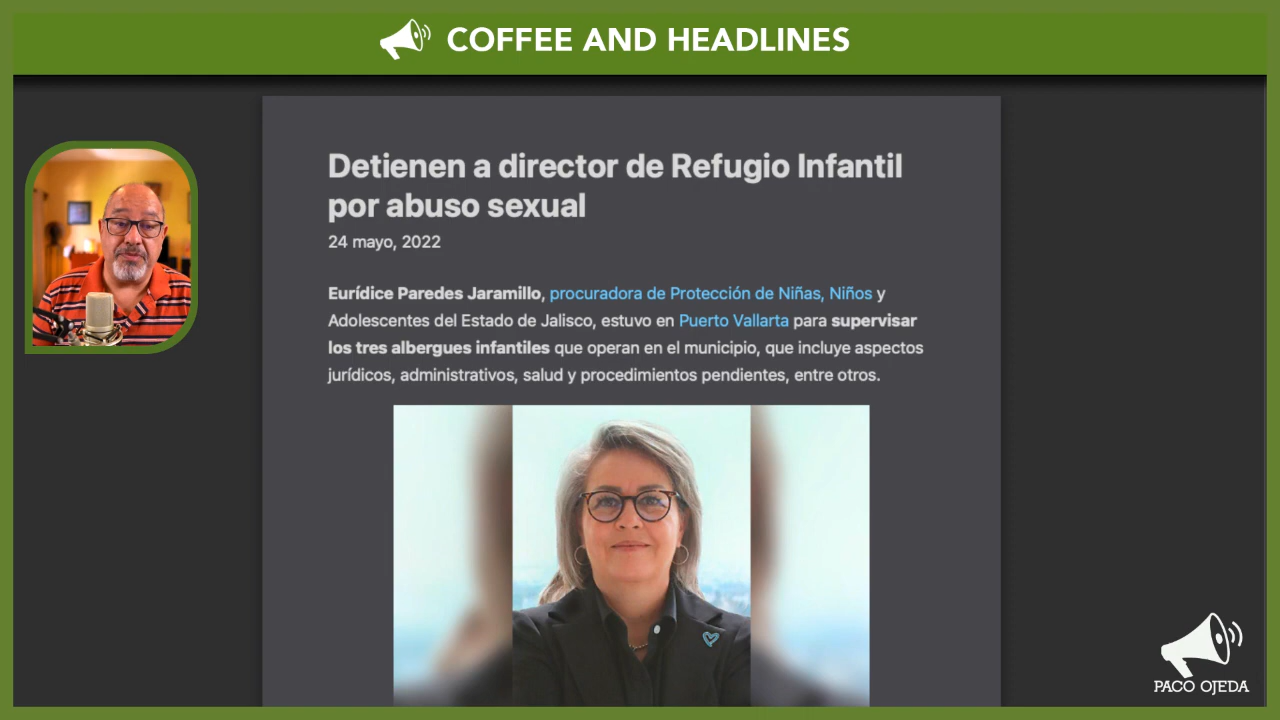 COFFEE AND HEADLINES
Detienen a director de Refugio Infantil
por abuso sexual
24 mayo, 2022
Eurídice Paredes Jaramillo, procuradora de Protección de Niñas, Niños y
Adolescentes del Estado de Jalisco, estuvo en Puerto Vallarta para supervisar
los tres albergues infantiles que operan en el municipio, que incluye aspectos
jurídicos, administrativos, salud y procedimientos pendientes, entre otros.
PACO OJEDA